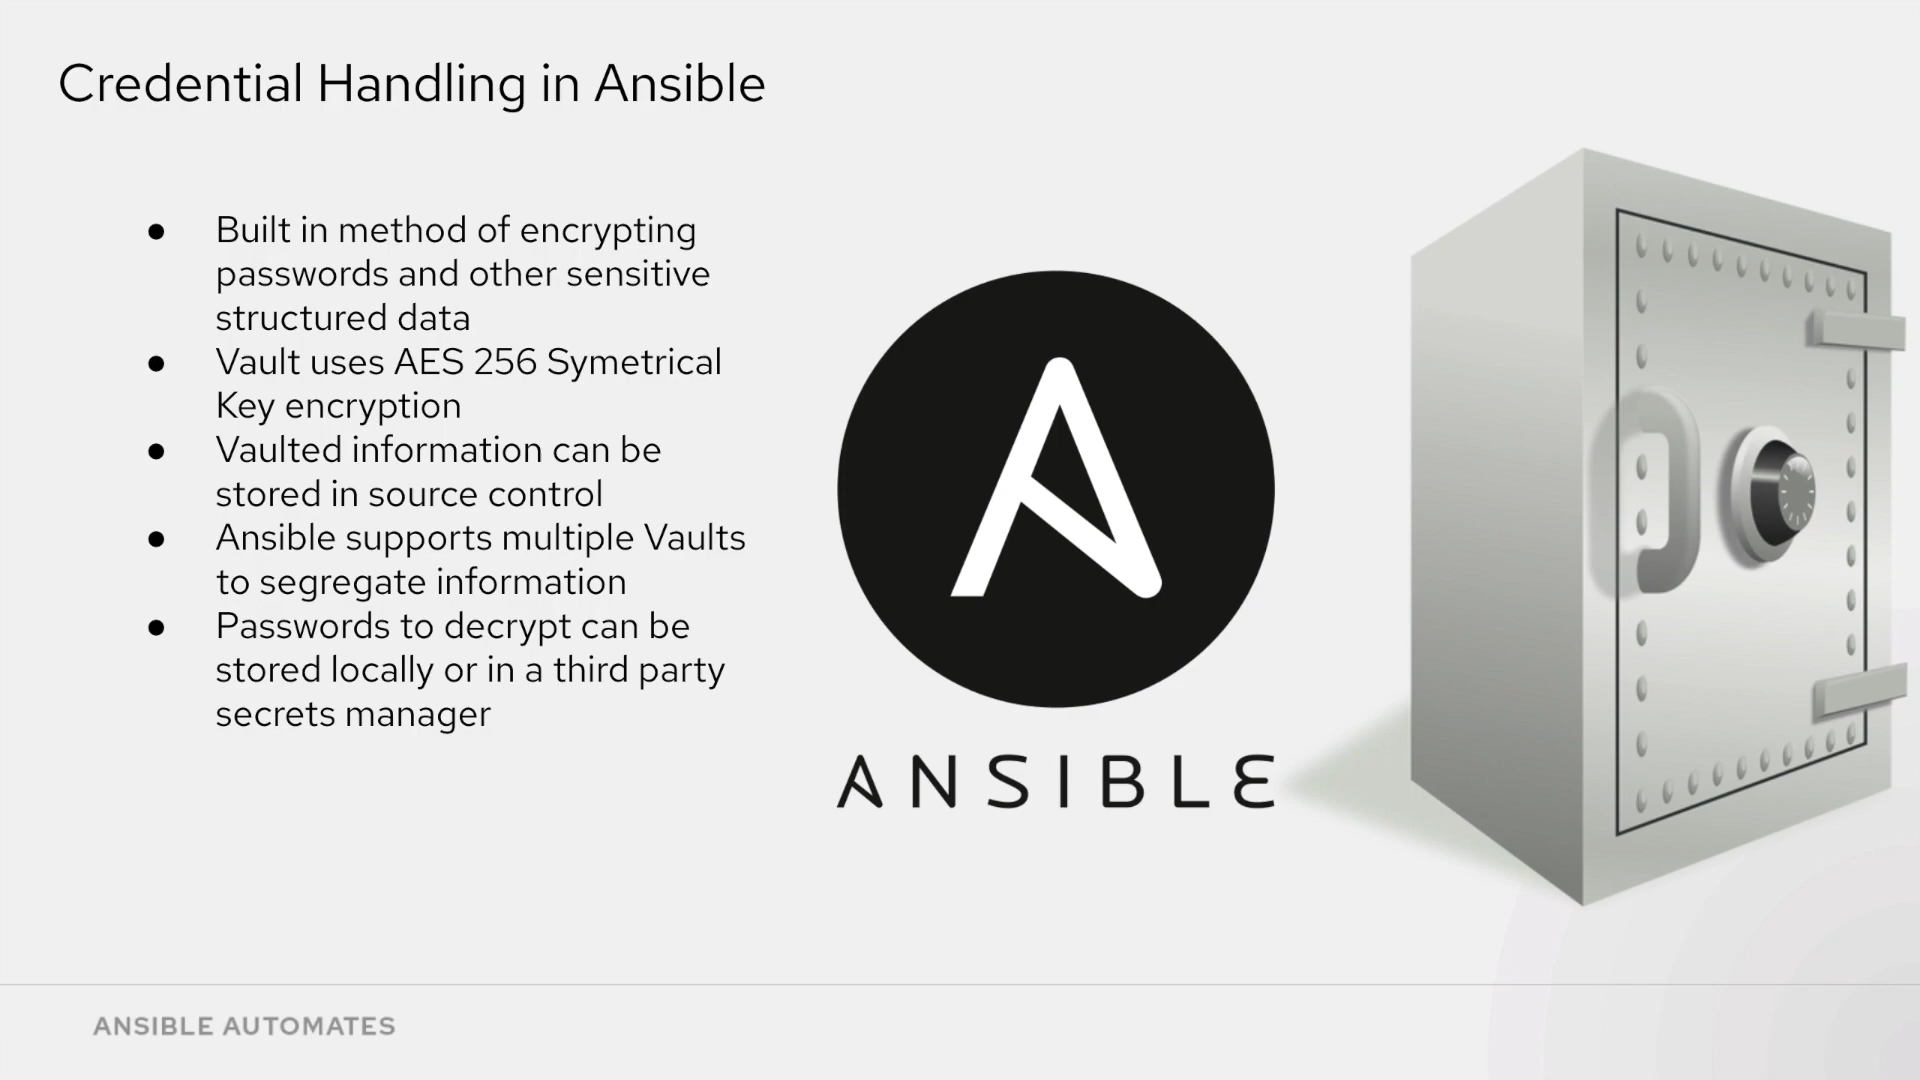 Credential Handling in Ansible
● Built in method of encrypting
passwords and other sensitive
structured data
● Vault uses AES 256 Symetrical
Key encryption
● Vaulted information can be
stored in source control
● Ansible supports multiple Vaults
to segregate information
● Passwords to decrypt can be
stored locally or in a third party
secrets manager
ANSIBLE
ANSIBLE AUTOMATES